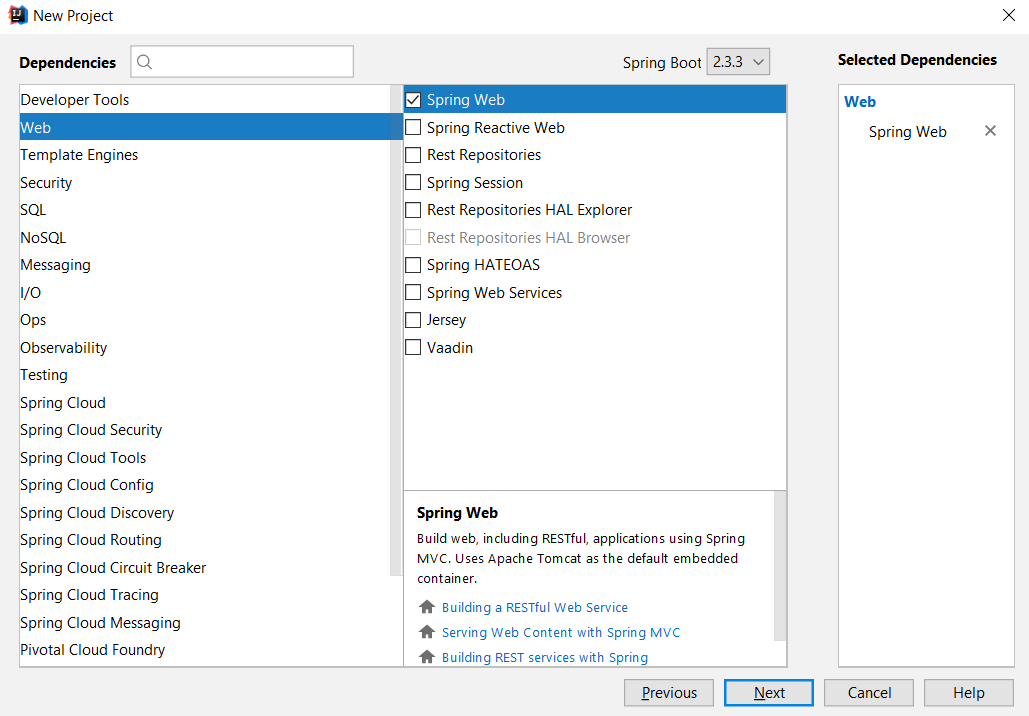 New Project
Dependencies
Spring Boot 2.3.3
Selected Dependencies
Developer Tools
Web
Template Engines
Security
SQL
NoSQL
Messaging
I/O
Ops
Observability
Testing
Spring Cloud
Spring Cloud Security
Spring Cloud Tools
Spring Cloud Config
Spring Cloud Discovery
Spring Cloud Routing
Spring Cloud Circuit Breaker
Spring Cloud Tracing
Spring Cloud Messaging
Pivotal Cloud Foundry
Spring Web
Spring Reactive Web
Rest Repositories
Spring Session
Rest Repositories HAL Explorer
Rest Repositories HAL Browser
Spring HATEOAS
Spring Web Services
Jersey
Vaadin
Spring Web
Build web, including RESTful, applications using Spring
MVC. Uses Apache Tomcat as the default embedded
container.
Building a RESTful Web Service
Serving Web Content with Spring MVC
Building REST services with Spring
Web
Spring Web
Previous
Next
Cancel
Help